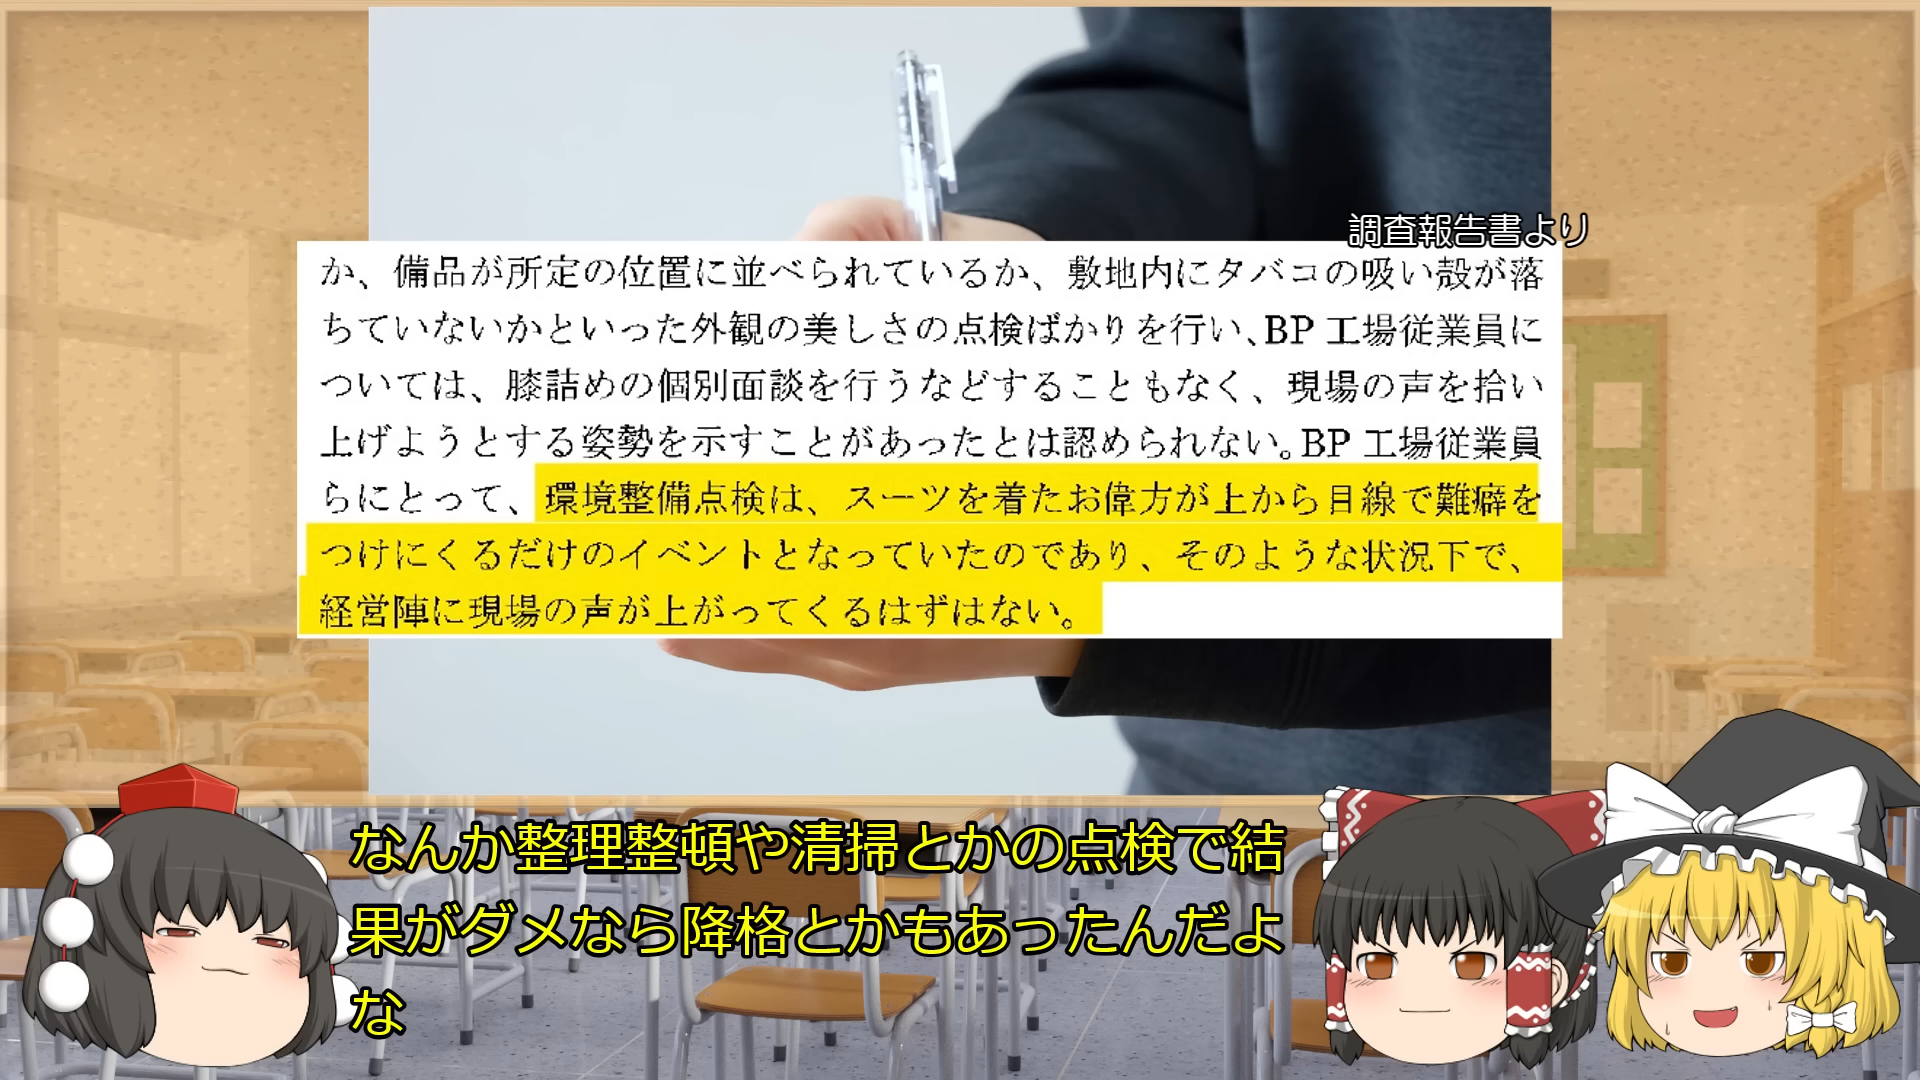 調査報告書より
か、備品が所定の位置に並べられているか、敷地内にタバコの吸い殻が落
ちていないかといった外観の美しさの点検ばかりを行い、BP 工場従業員に
ついては、膝詰めの個別面談を行うなどすることもなく、現場の声を拾い
上げようとする姿勢を示すことがあったとは認められない。BP 工場従業員
らにとって、環境整備点検は、スーツを着たお偉方が上から目線で難癖を
つけにくるだけのイベントとなっていたのであり、そのような状況下で、
経営陣に現場の声が上がってくるはずはない。
なんか整理整頓や清掃とかの点検で結
果がダメなら降格とかもあったんだよ
な